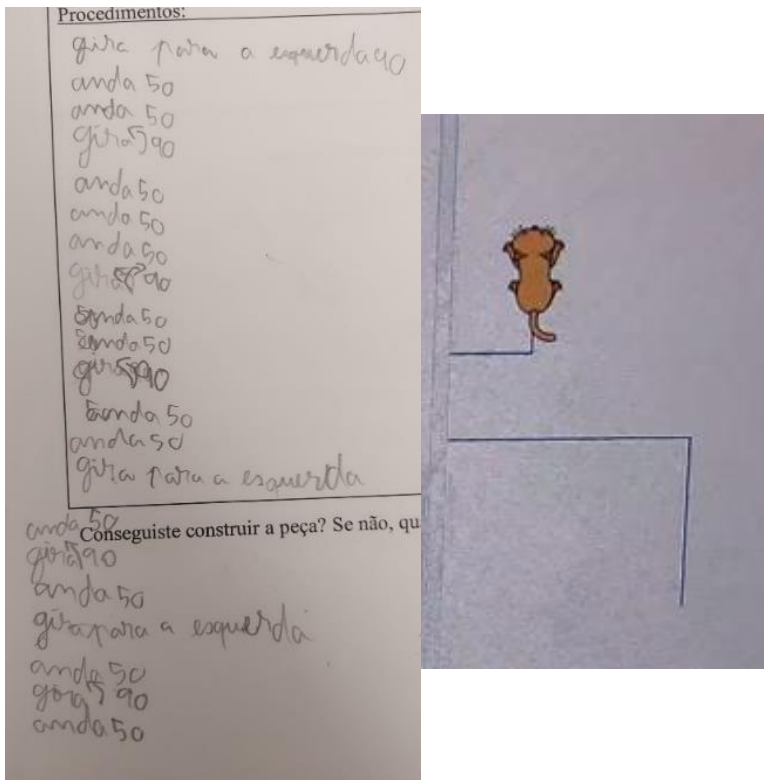 Procedimentos:
gira para a esquerda 90
anda 50
anda 50
gira ↷ 90
anda 50
anda 50
anda 50
gira 90
anda 50
anda 50
gira 90
anda 50
anda 50
gira para a esquerda
anda 50
Conseguiste construir a peça? Se não, qu
gira ↷ 90
anda 50
gira para a esquerda
anda 50
gira ↷ 90
anda 50